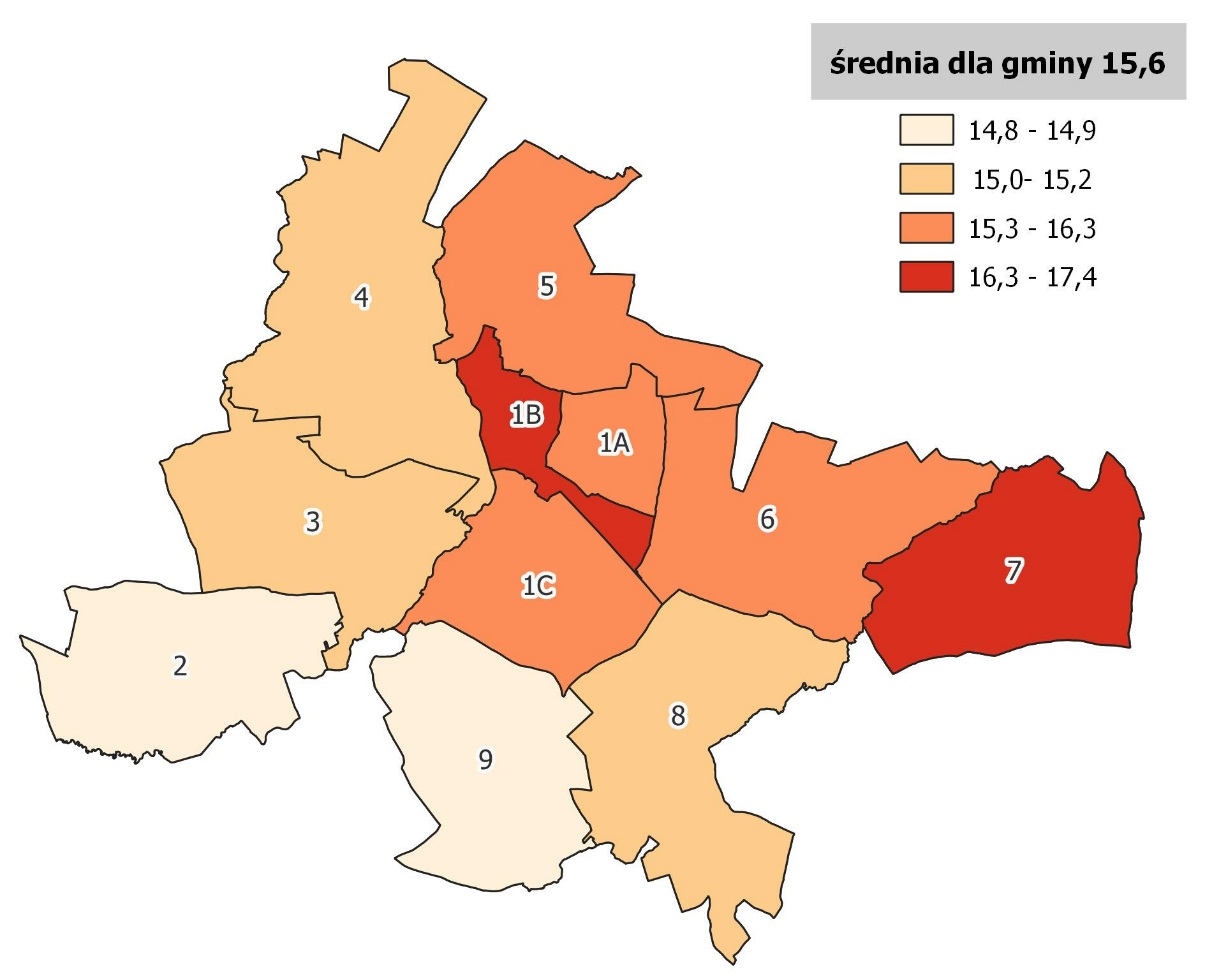 średnia dla gminy 15,6
14,8 - 14,9
15,0- 15,2
15,3 - 16,3
16,3 - 17,4
4
5
1B
1A
3
6
1C
7
2
8
9